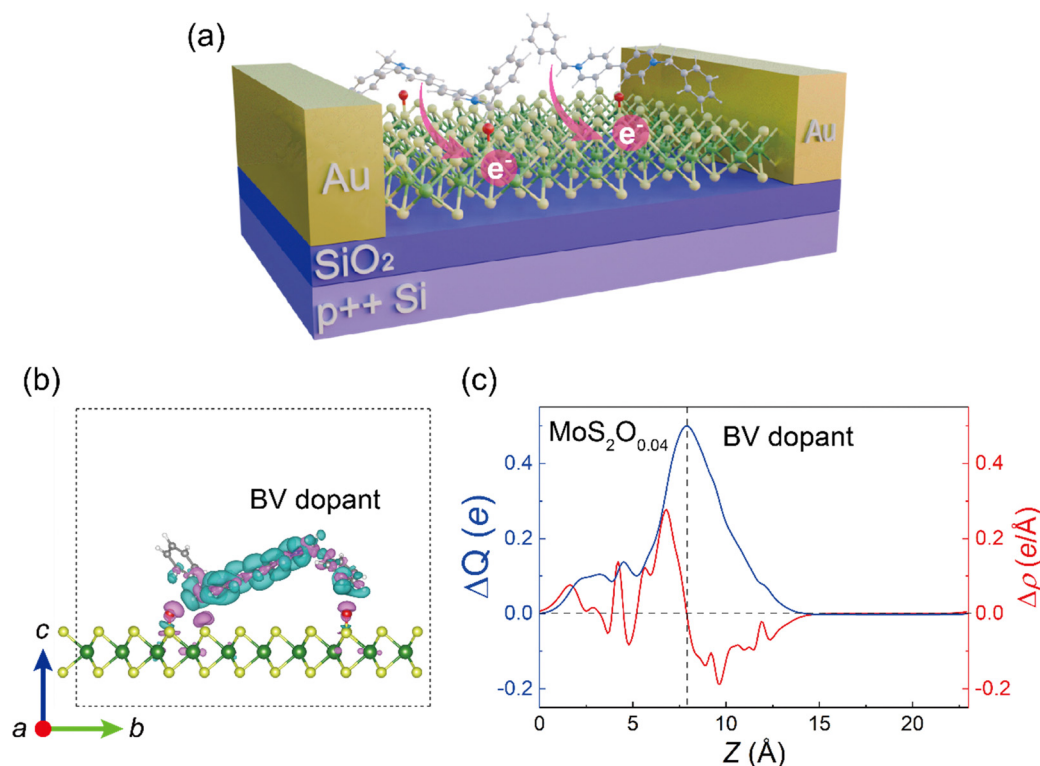 (a)
Au
Au
e⁻
e⁻
SiO₂
p++ Si
(b)
BV dopant
c
a
b
(c)
MoS₂O₀.₀₄
BV dopant
ΔQ (e)
0.4
0.2
0.0
-0.2
0.4
0.2
0.0
-0.2
Δρ (e/Å)
0
5
10
15
20
Z (Å)